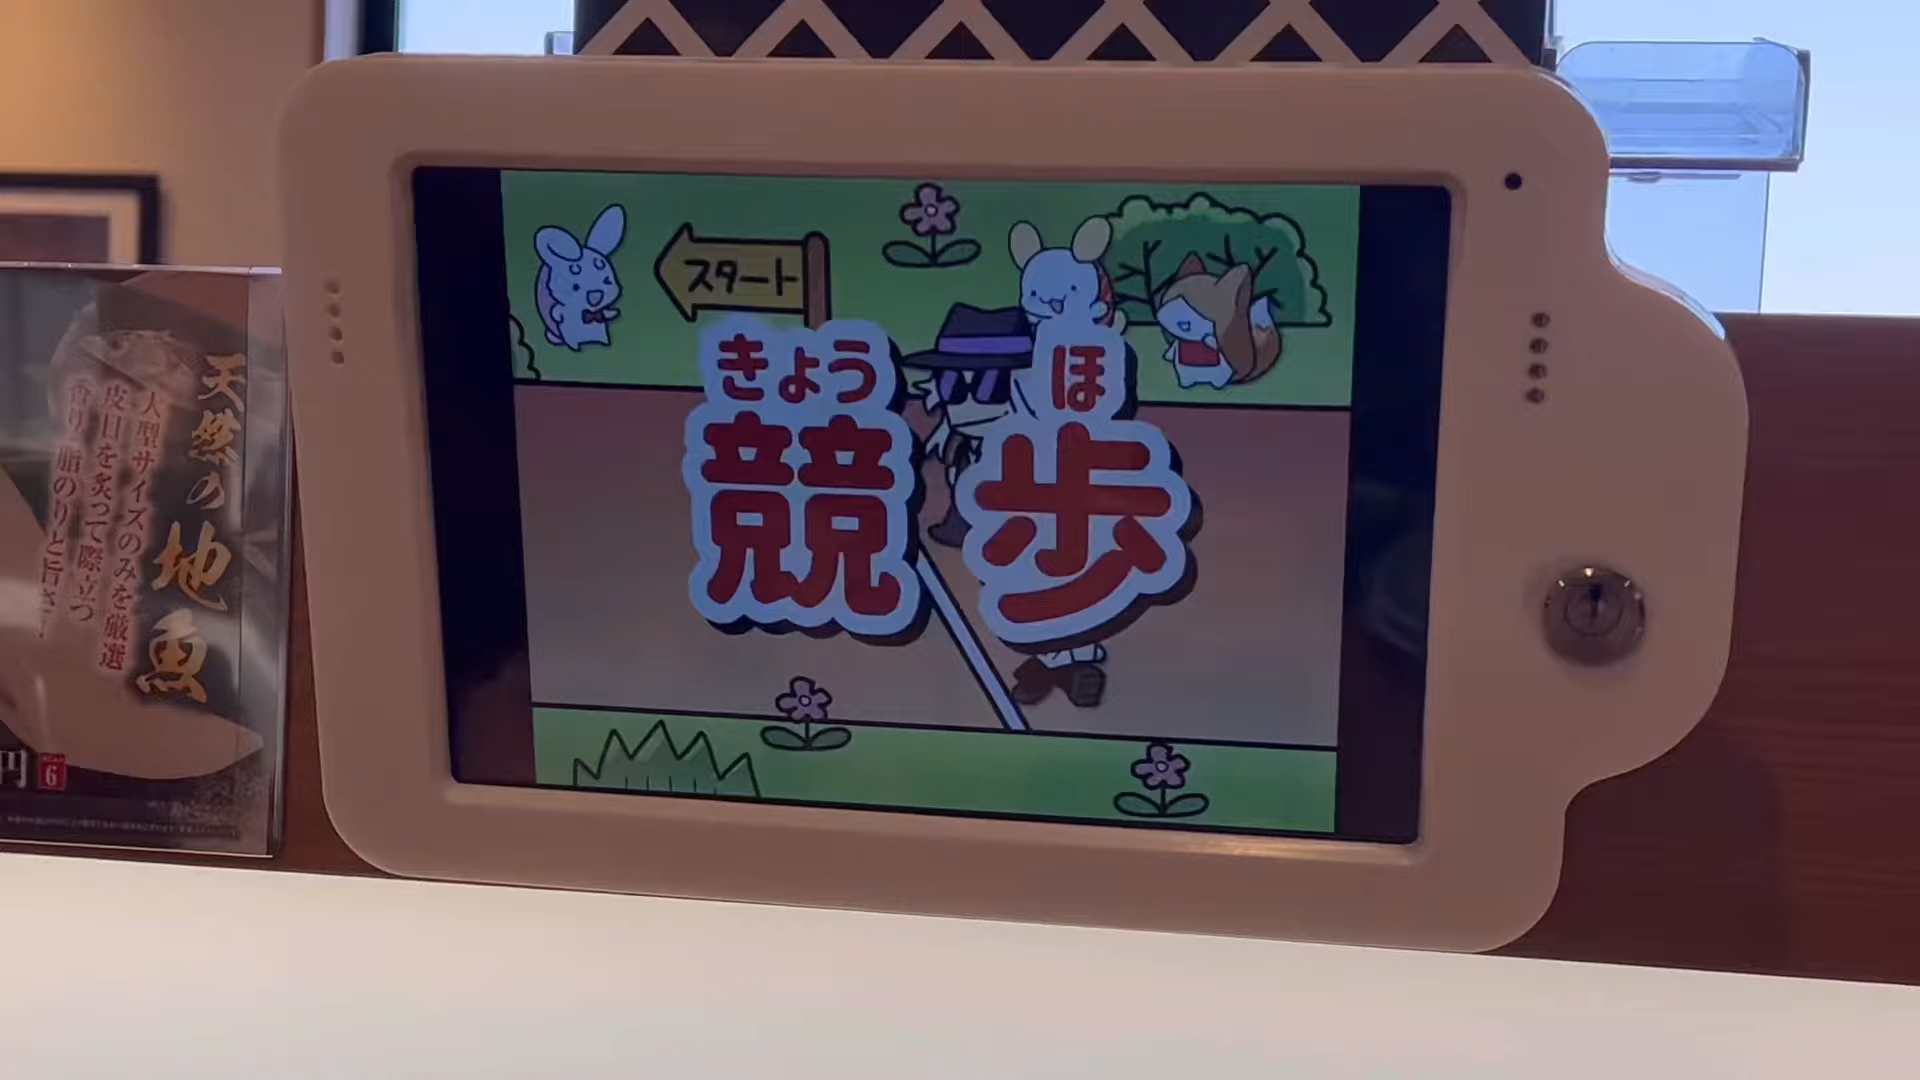 スタート
きょう ほ
競歩
天然の地魚
大型サイズのみを厳選
皮目を炙って際立つ
香り、脂のりと旨さ!
円
6